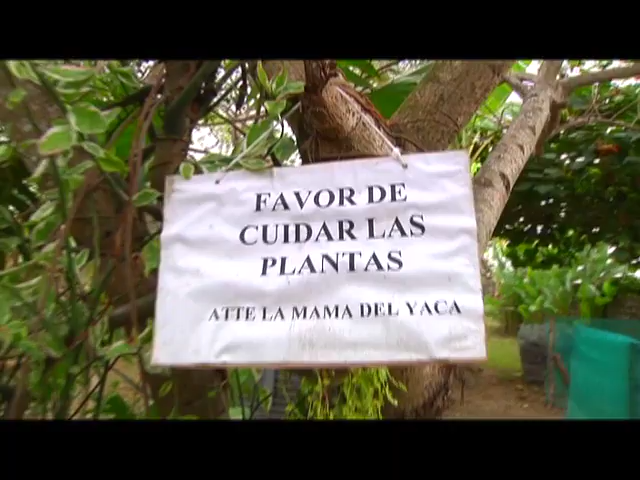 FAVOR DE
CUIDAR LAS
PLANTAS
ATTE LA MAMA DEL YACA